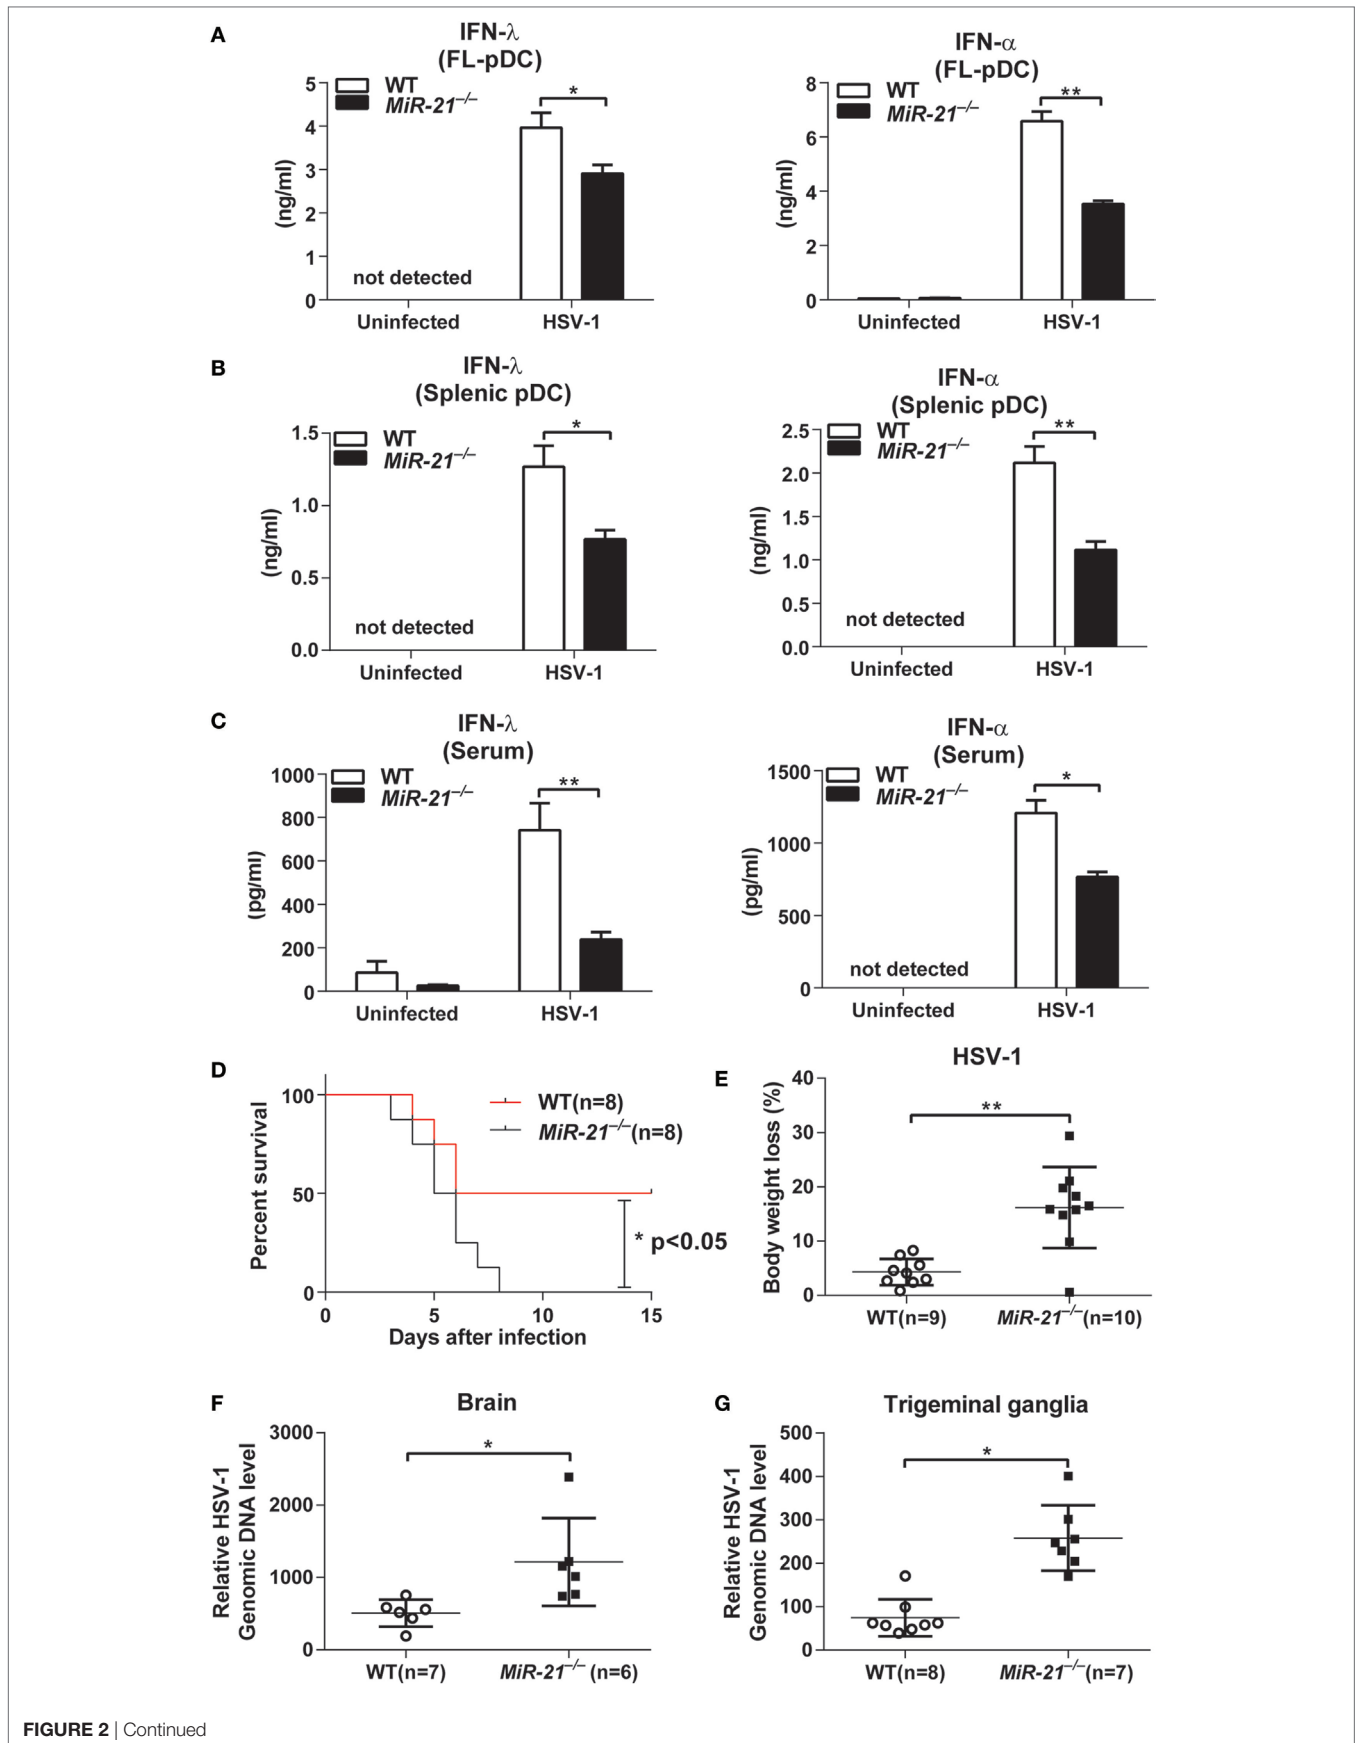 A
IFN-λ
(FL-pDC)
WT
MiR-21–/–
*
5
4
3
2
1
0
(ng/ml)
not detected
Uninfected
HSV-1
IFN-α
(FL-pDC)
WT
MiR-21–/–
**
8
6
4
2
0
(ng/ml)
Uninfected
HSV-1
B
IFN-λ
(Splenic pDC)
WT
MiR-21–/–
*
1.5
1.0
0.5
0.0
(ng/ml)
not detected
Uninfected
HSV-1
IFN-α
(Splenic pDC)
WT
MiR-21–/–
**
2.5
2.0
1.5
1.0
0.5
0.0
(ng/ml)
not detected
Uninfected
HSV-1
C
IFN-λ
(Serum)
WT
MiR-21–/–
**
1000
800
600
400
200
0
(pg/ml)
Uninfected
HSV-1
IFN-α
(Serum)
WT
MiR-21–/–
*
1500
1000
500
0
(pg/ml)
not detected
Uninfected
HSV-1
D
Percent survival
100
50
0
WT(n=8)
MiR-21–/–(n=8)
* p<0.05
0
5
10
15
Days after infection
E
HSV-1
Body weight loss (%)
40
30
20
10
0
**
WT(n=9)
MiR-21–/–(n=10)
F
Brain
Relative HSV-1
Genomic DNA level
3000
2000
1000
0
*
WT(n=7)
MiR-21–/–(n=6)
G
Trigeminal ganglia
Relative HSV-1
Genomic DNA level
500
400
300
200
100
0
*
WT(n=8)
MiR-21–/–(n=7)
FIGURE 2 | Continued